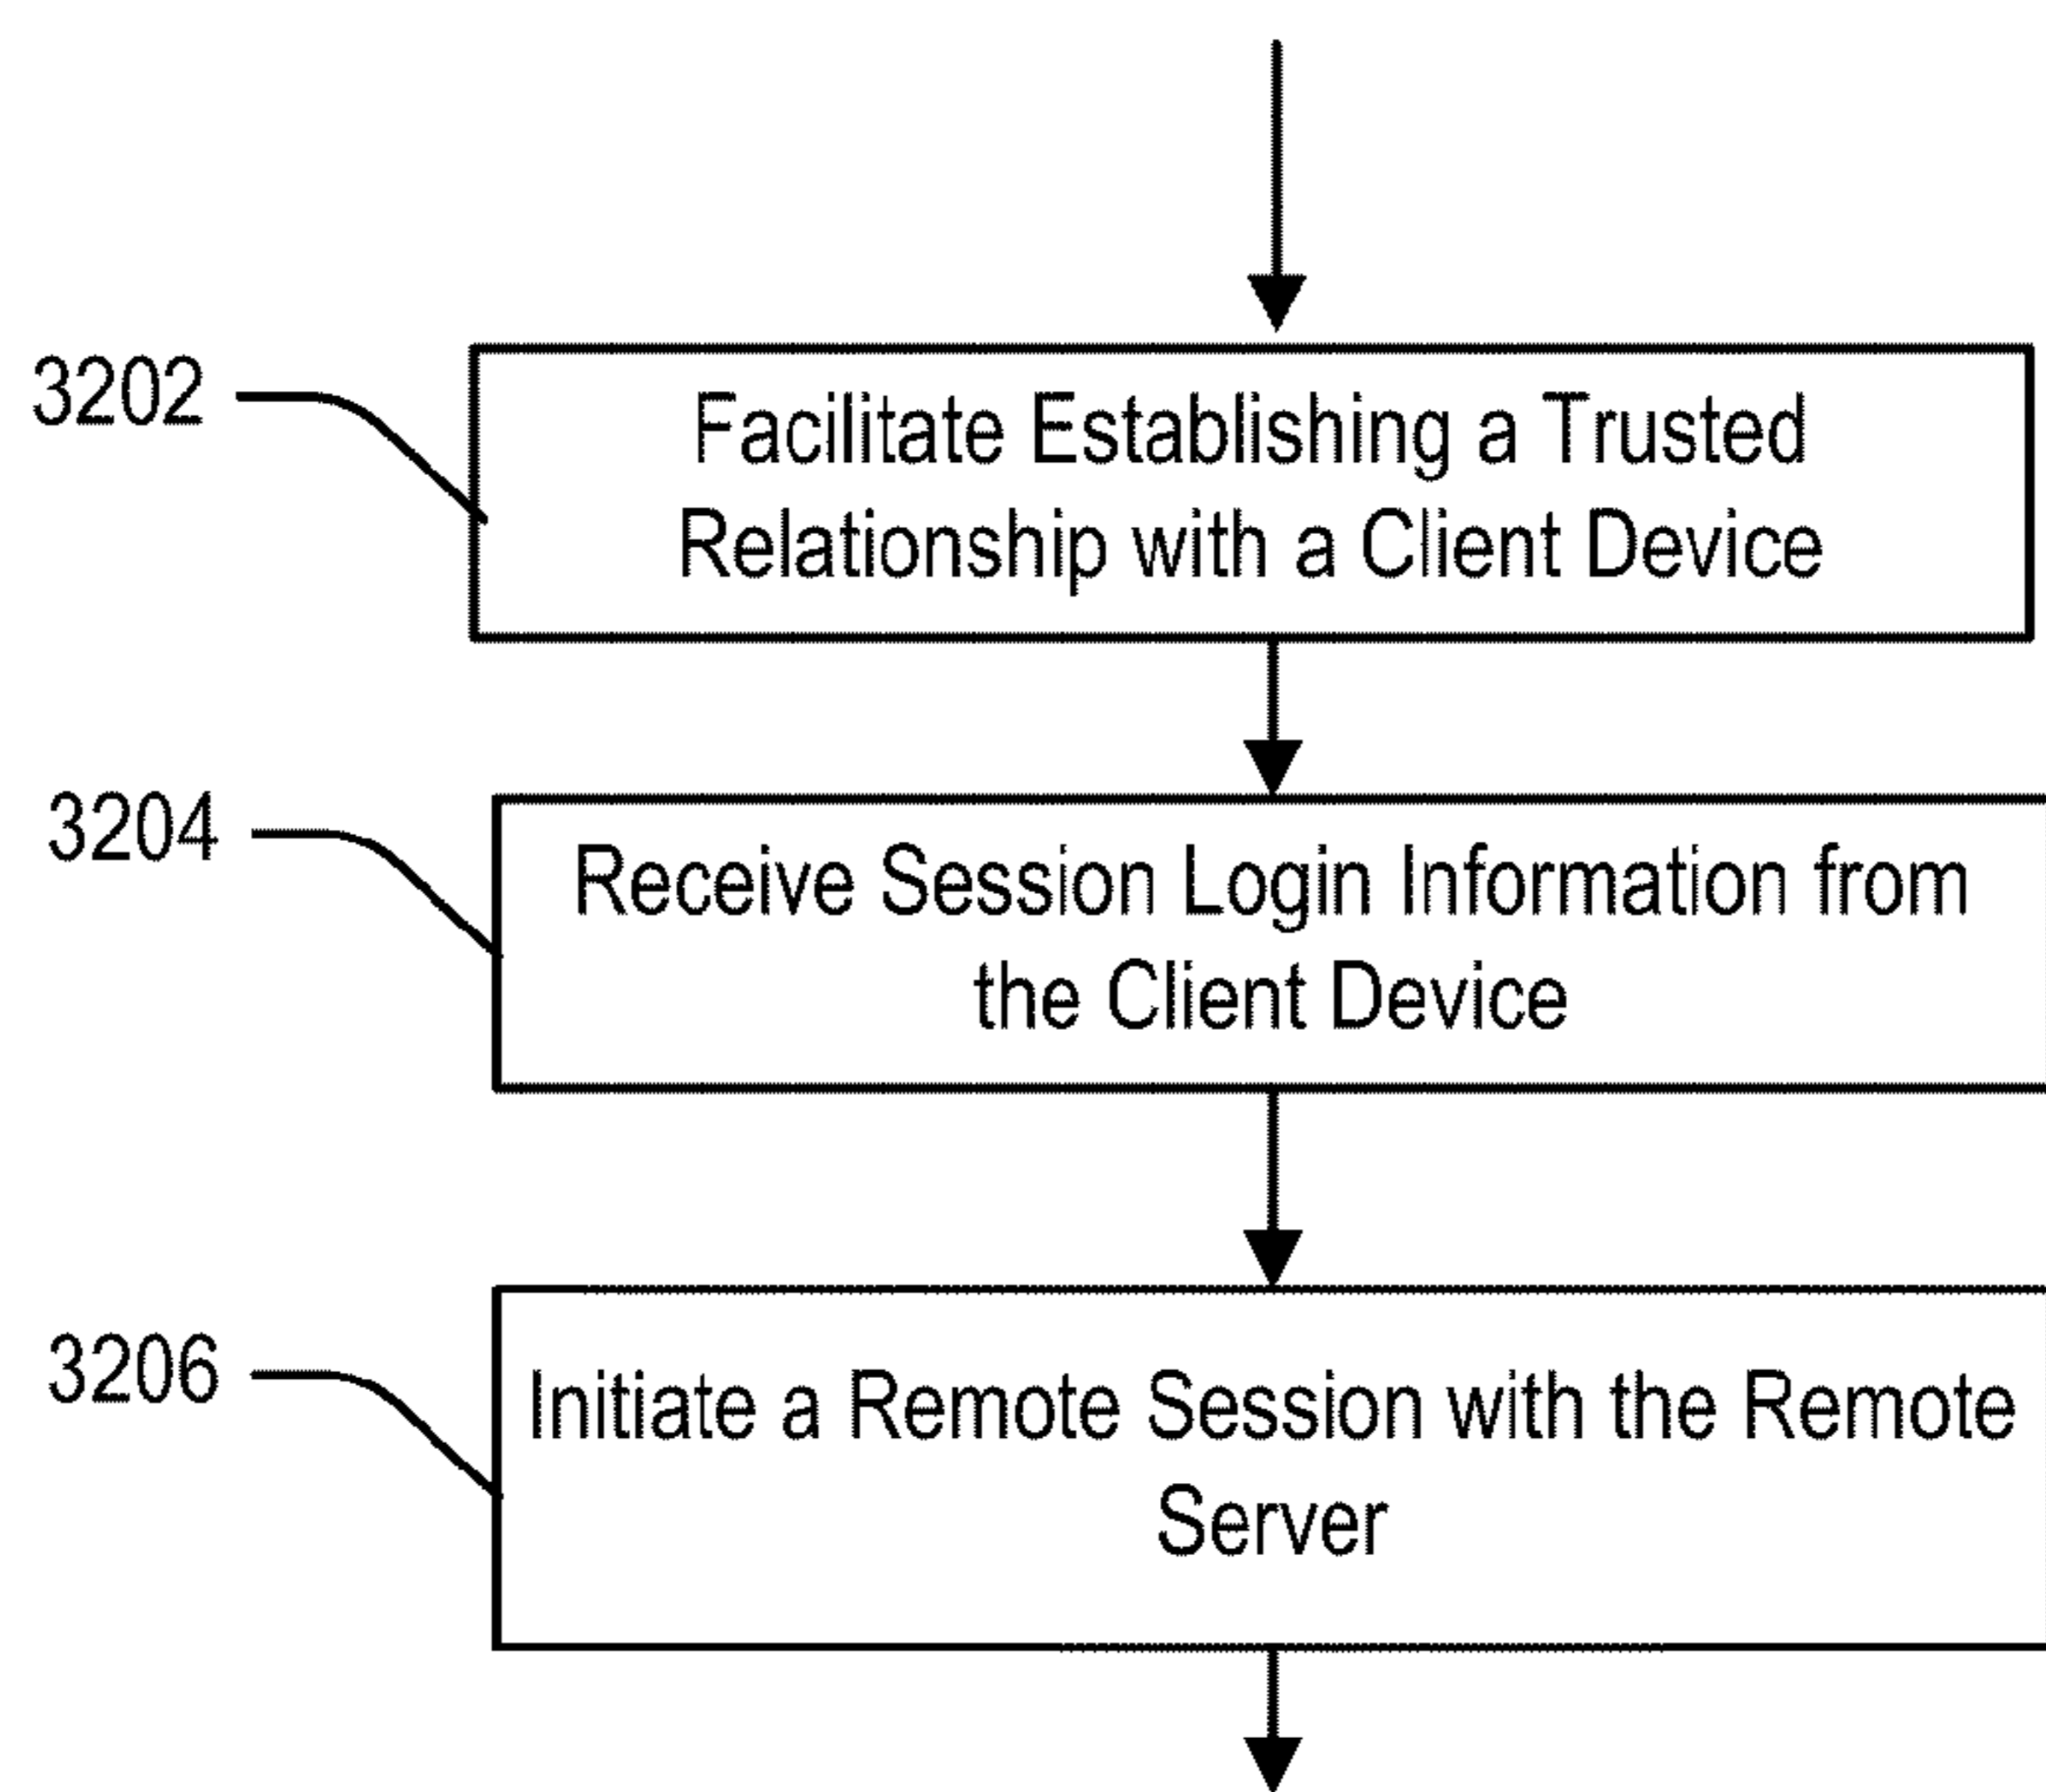 3202
Facilitate Establishing a Trusted
Relationship with a Client Device
3204
Receive Session Login Information from
the Client Device
3206
Initiate a Remote Session with the Remote
Server